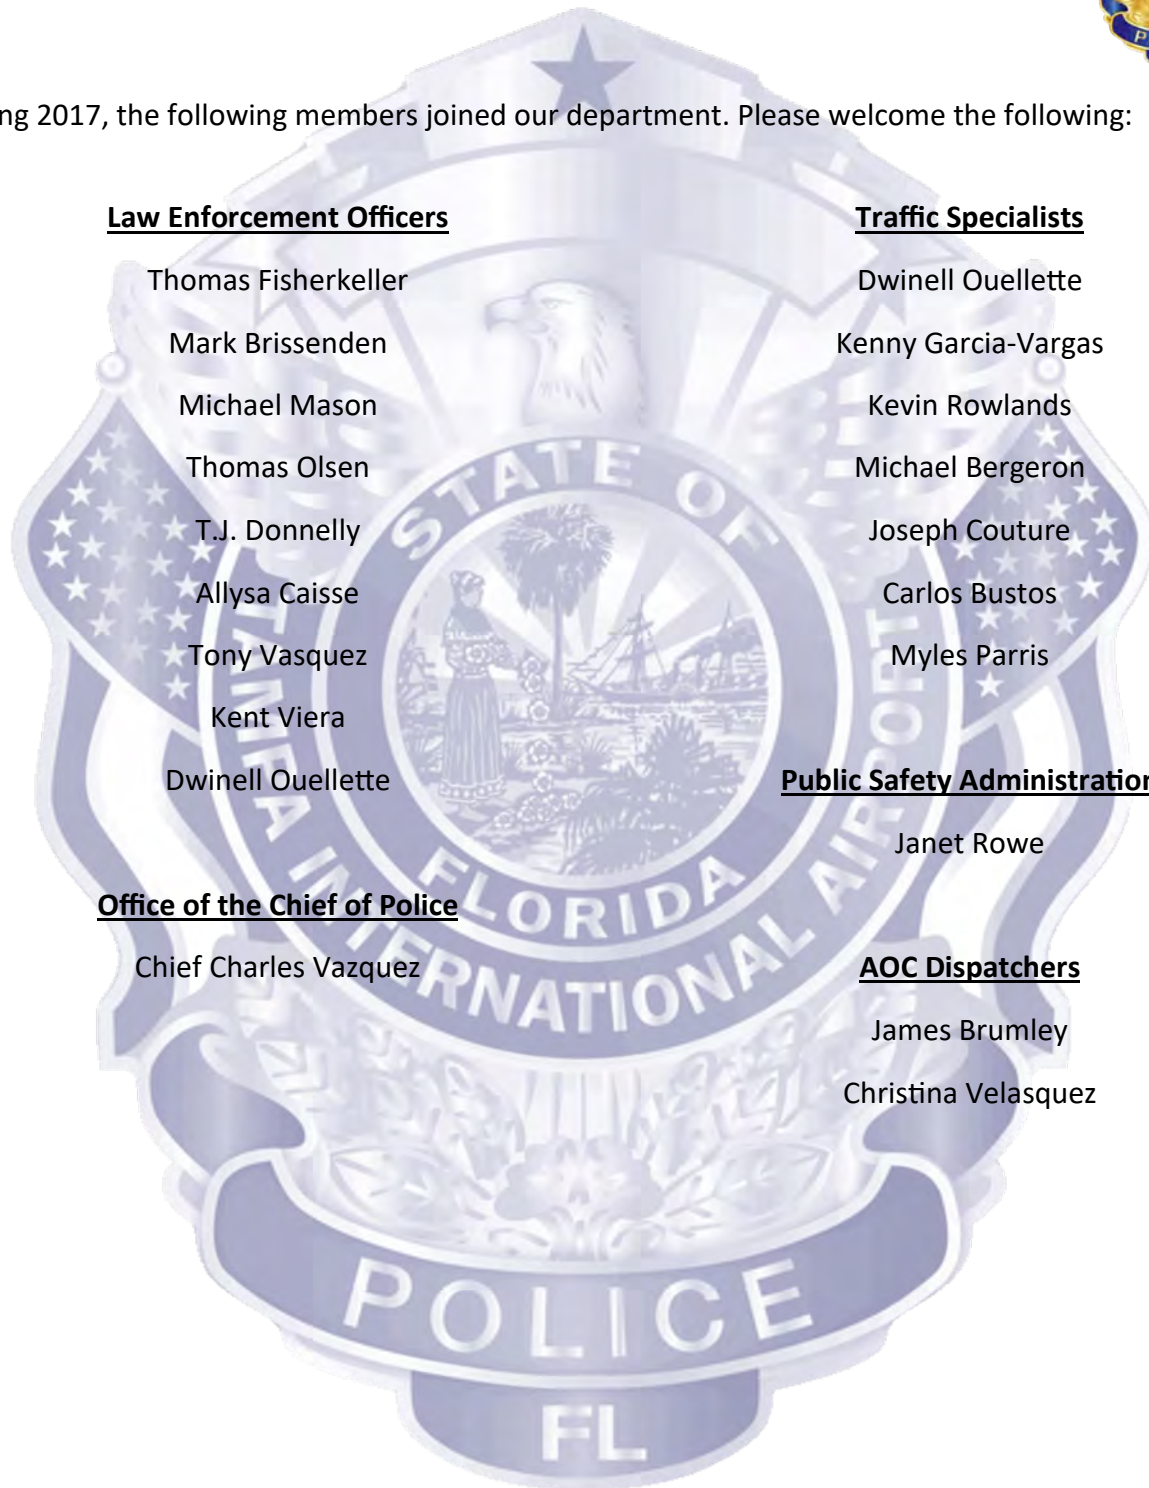 ng 2017, the following members joined our department. Please welcome the following:
Law Enforcement Officers
Thomas Fisherkeller
Mark Brissenden
Michael Mason
Thomas Olsen
T.J. Donnelly
Allysa Caisse
Tony Vasquez
Kent Viera
Dwinell Ouellette
Office of the Chief of Police
Chief Charles Vazquez
Traffic Specialists
Dwinell Ouellette
Kenny Garcia-Vargas
Kevin Rowlands
Michael Bergeron
Joseph Couture
Carlos Bustos
Myles Parris
Public Safety Administration
Janet Rowe
AOC Dispatchers
James Brumley
Christina Velasquez
STATE OF
FLORIDA
TAMPA INTERNATIONAL AIRPORT
POLICE
FL
P